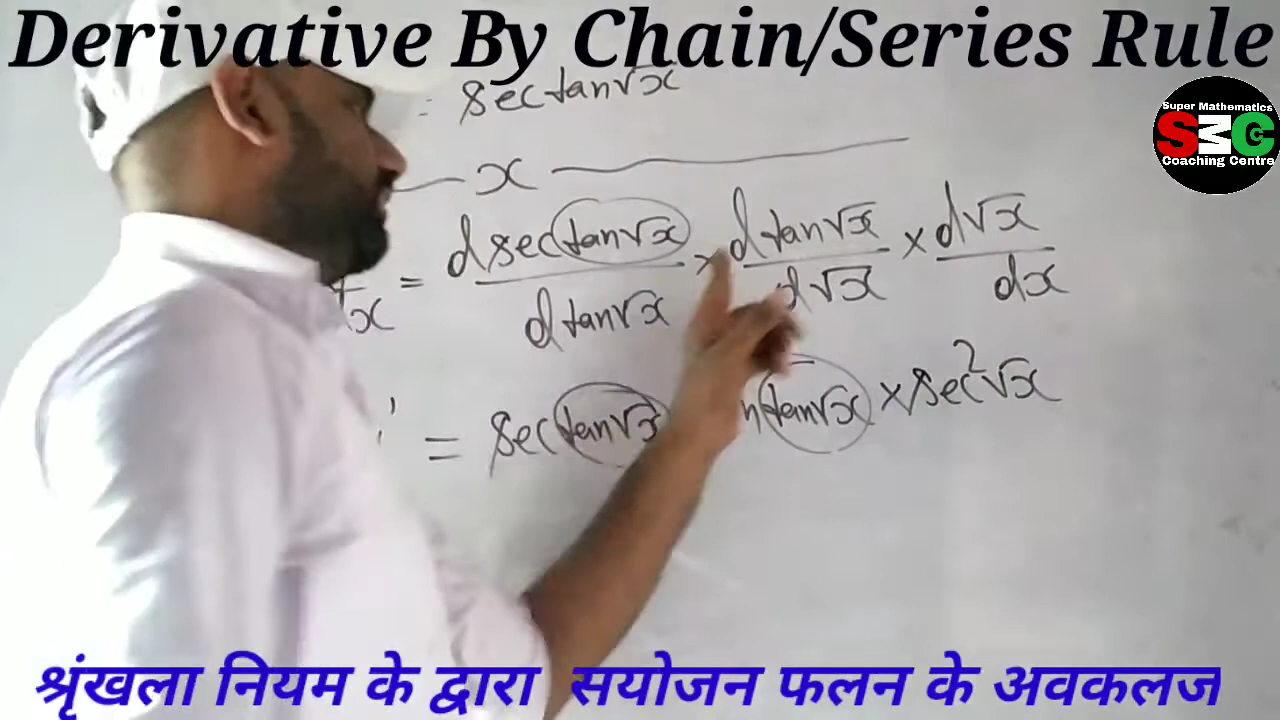 Derivative By Chain/Series Rule
= sec tan√x
Super Mathematics
SMC
Coaching Centre
x
= d sec(tan√x) / d tan√x × d tan√x / d√x × d√x / dx
= sec(tan√x) (tan√x) × sec²√x
श्रृंखला नियम के द्वारा सयोजन फलन के अवकलज